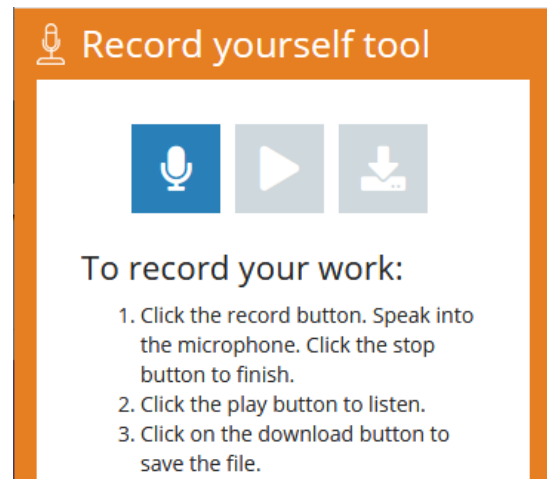 Record yourself tool
To record your work:
1. Click the record button. Speak into
the microphone. Click the stop
button to finish.
2. Click the play button to listen.
3. Click on the download button to
save the file.